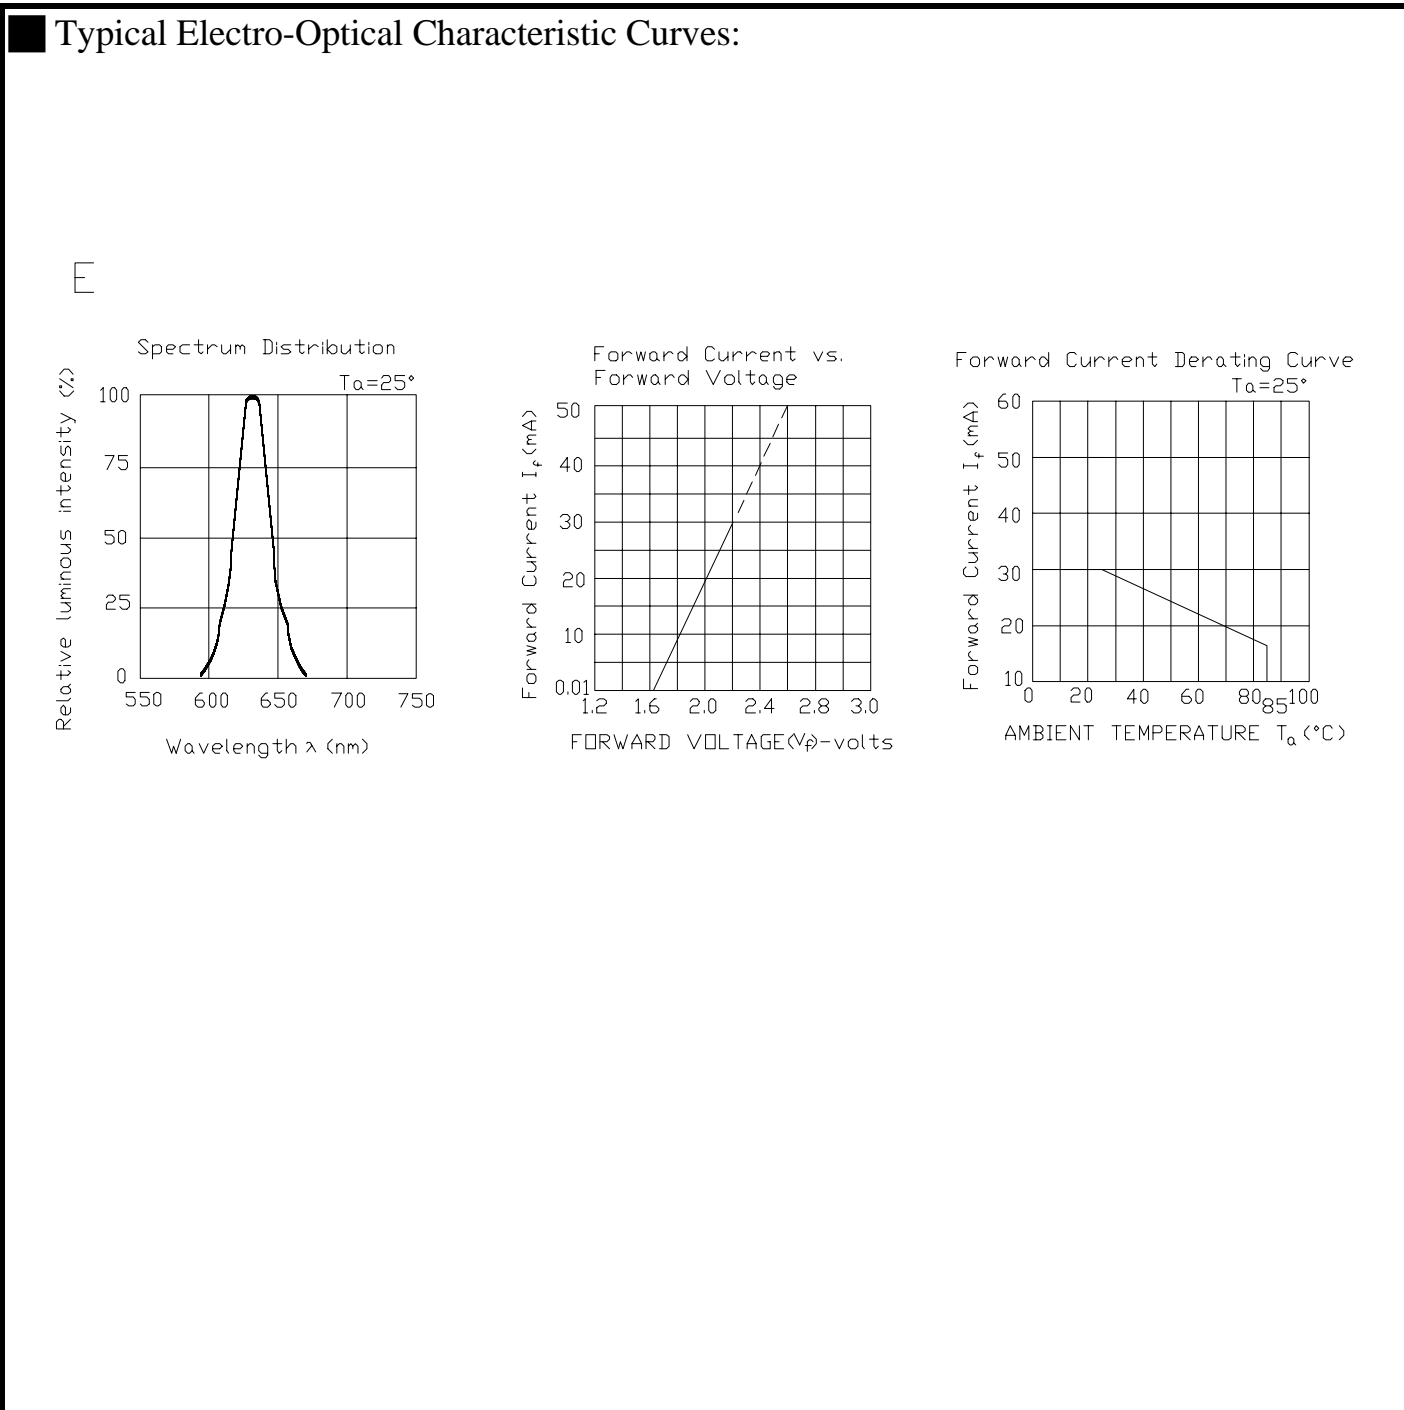 Typical Electro-Optical Characteristic Curves:
E
Spectrum Distribution
Ta=25°
Relative luminous intensity (%)
100
75
50
25
0
550 600 650 700 750
Wavelength λ (nm)
Forward Current vs.
Forward Voltage
Forward Current If(mA)
50
40
30
20
10
0.01
1.2 1.6 2.0 2.4 2.8 3.0
FORWARD VOLTAGE(Vf)-volts
Forward Current Derating Curve
Ta=25°
Forward Current If(mA)
60
50
40
30
20
10
0 20 40 60 80 85 100
AMBIENT TEMPERATURE Ta(°C)